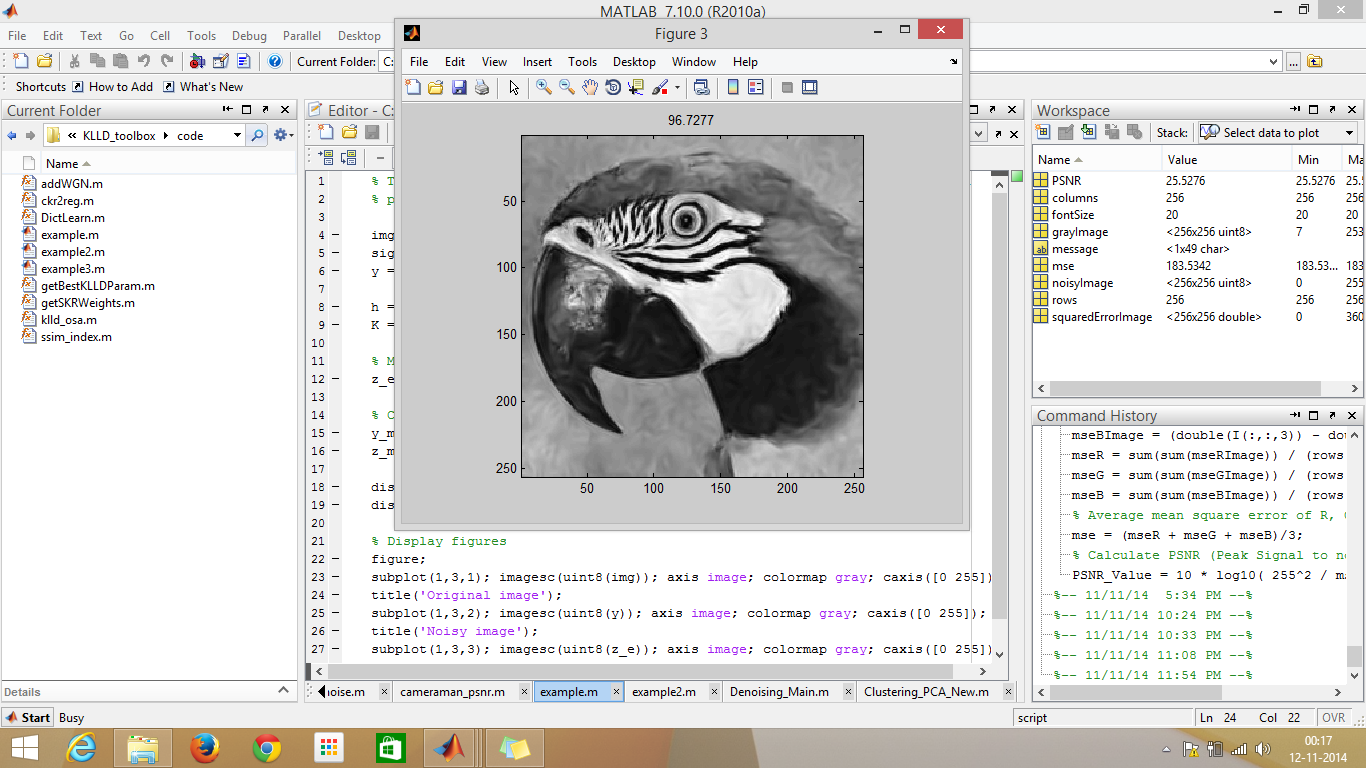 MATLAB 7.10.0 (R2010a)
File Edit Text Go Cell Tools Debug Parallel Desktop
Current Folder: C:
Shortcuts How to Add What's New
Current Folder
« KLLD_toolbox code
Name
addWGN.m
ckr2reg.m
DictLearn.m
example.m
example2.m
example3.m
getBestKLLDParam.m
getSKRWeights.m
klld_osa.m
ssim_index.m
Details
Editor - C:
1 % T
2 % p
3
4 img
5 sig
6 y =
7
8 h =
9 K =
10
11 % M
12 z_e
13
14 % C
15 y_m
16 z_m
17
18 dis
19 dis
20
21 % Display figures
22 figure;
23 subplot(1,3,1); imagesc(uint8(img)); axis image; colormap gray; caxis([0 255])
24 title('Original image');
25 subplot(1,3,2); imagesc(uint8(y)); axis image; colormap gray; caxis([0 255]);
26 title('Noisy image');
27 subplot(1,3,3); imagesc(uint8(z_e)); axis image; colormap gray; caxis([0 255])
oise.m cameraman_psnr.m example.m example2.m Denoising_Main.m Clustering_PCA_New.m
Figure 3
File Edit View Insert Tools Desktop Window Help
96.7277
50
100
150
200
250
50 100 150 200 250
Workspace
Stack: Select data to plot
Name Value Min Ma
PSNR 25.5276 25.5276 25.
columns 256 256 256
fontSize 20 20 20
grayImage <256x256 uint8> 7 253
message <1x49 char>
mse 183.5342 183.53... 183.
noisyImage <256x256 uint8> 0 255
rows 256 256 256
squaredErrorImage <256x256 double> 0 360
Command History
mseBImage = (double(I(:,:,3)) - dou
mseR = sum(sum(mseRImage)) / (rows
mseG = sum(sum(mseGImage)) / (rows
mseB = sum(sum(mseBImage)) / (rows
% Average mean square error of R,
mse = (mseR + mseG + mseB)/3;
% Calculate PSNR (Peak Signal to no
PSNR_Value = 10 * log10( 255^2 / m
%-- 11/11/14 5:34 PM --%
%-- 11/11/14 10:24 PM --%
%-- 11/11/14 10:33 PM --%
%-- 11/11/14 11:08 PM --%
%-- 11/11/14 11:54 PM --%
Start Busy
script Ln 24 Col 22 OVR
00:17
12-11-2014